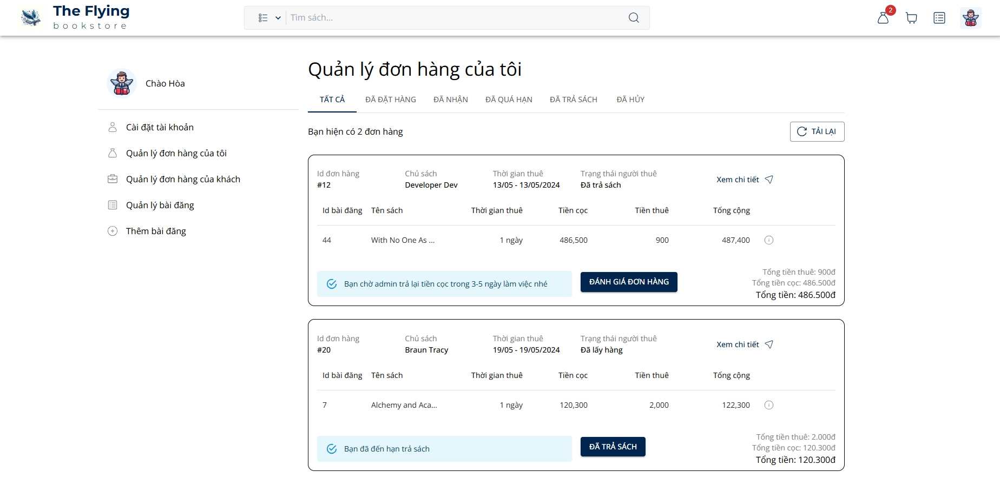 The Flying
bookstore
Tìm sách...
2
Chào Hòa
Cài đặt tài khoản
Quản lý đơn hàng của tôi
Quản lý đơn hàng của khách
Quản lý bài đăng
Thêm bài đăng
Quản lý đơn hàng của tôi
TẤT CẢ ĐÃ ĐẶT HÀNG ĐÃ NHẬN ĐÃ QUÁ HẠN ĐÃ TRẢ SÁCH ĐÃ HỦY
Bạn hiện có 2 đơn hàng TẢI LẠI
Id đơn hàng Chủ sách Thời gian thuê Trạng thái người thuê
#12 Developer Dev 13/05 - 13/05/2024 Đã trả sách Xem chi tiết
Id bài đăng Tên sách Thời gian thuê Tiền cọc Tiền thuê Tổng cộng
44 With No One As ... 1 ngày 486,500 900 487,400
Bạn chờ admin trả lại tiền cọc trong 3-5 ngày làm việc nhé ĐÁNH GIÁ ĐƠN HÀNG
Tổng tiền thuê: 900đ
Tổng tiền cọc: 486.500đ
Tổng tiền: 486.500đ
Id đơn hàng Chủ sách Thời gian thuê Trạng thái người thuê
#20 Braun Tracy 19/05 - 19/05/2024 Đã lấy hàng Xem chi tiết
Id bài đăng Tên sách Thời gian thuê Tiền cọc Tiền thuê Tổng cộng
7 Alchemy and Aca... 1 ngày 120,300 2,000 122,300
Bạn đã đến hạn trả sách ĐÃ TRẢ SÁCH
Tổng tiền thuê: 2.000đ
Tổng tiền cọc: 120.300đ
Tổng tiền: 120.300đ